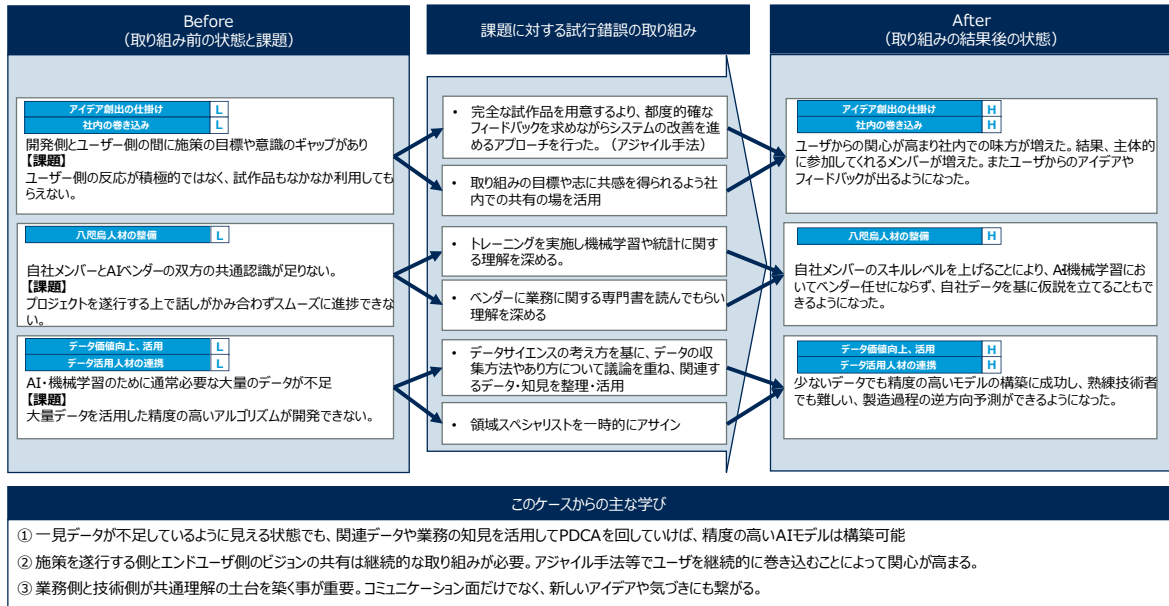 Before
（取り組み前の状態と課題）
アイデア創出の仕掛け L
社内の巻き込み L
開発側とユーザー側の間に施策の目標や意識のギャップがあり
【課題】
ユーザー側の反応が積極的ではなく、試作品もなかなか利用しても
らえない。
八咫烏人材の整備 L
自社メンバーとAIベンダーの双方の共通認識が足りない。
【課題】
プロジェクトを遂行する上で話しがかみ合わずスムーズに進捗できな
い。
データ価値向上、活用 L
データ活用人材の連携 L
AI・機械学習のために通常必要な大量のデータが不足
【課題】
大量データを活用した精度の高いアルゴリズムが開発できない。
課題に対する試行錯誤の取り組み
• 完全な試作品を用意するより、都度的確な
フィードバックを求めながらシステムの改善を進
めるアプローチを行った。（アジャイル手法）
• 取り組みの目標や志に共感を得られるよう社
内での共有の場を活用
• トレーニングを実施し機械学習や統計に関す
る理解を深める。
• ベンダーに業務に関する専門書を読んでもらい
理解を深める
• データサイエンスの考え方を基に、データの収
集方法やあり方について議論を重ね、関連す
るデータ・知見を整理・活用
• 領域スペシャリストを一時的にアサイン
After
（取り組みの結果後の状態）
アイデア創出の仕掛け H
社内の巻き込み H
ユーザからの関心が高まり社内での味方が増えた。結果、主体的
に参加してくれるメンバーが増えた。またユーザからのアイデアや
フィードバックが出るようになった。
八咫烏人材の整備 H
自社メンバーのスキルレベルを上げることにより、AI機械学習にお
いてベンダー任せにならず、自社データを基に仮説を立てることもで
きるようになった。
データ価値向上、活用 H
データ活用人材の連携 H
少ないデータでも精度の高いモデルの構築に成功し、熟練技術者
でも難しい、製造過程の逆方向予測ができるようになった。
このケースからの主な学び
① 一見データが不足しているように見える状態でも、関連データや業務の知見を活用してPDCAを回していけば、精度の高いAIモデルは構築可能
② 施策を遂行する側とエンドユーザ側のビジョンの共有は継続的な取り組みが必要。アジャイル手法等でユーザを継続的に巻き込むことによって関心が高まる。
③ 業務側と技術側が共通理解の土台を築く事が重要。コミュニケーション面だけでなく、新しいアイデアや気づきにも繋がる。